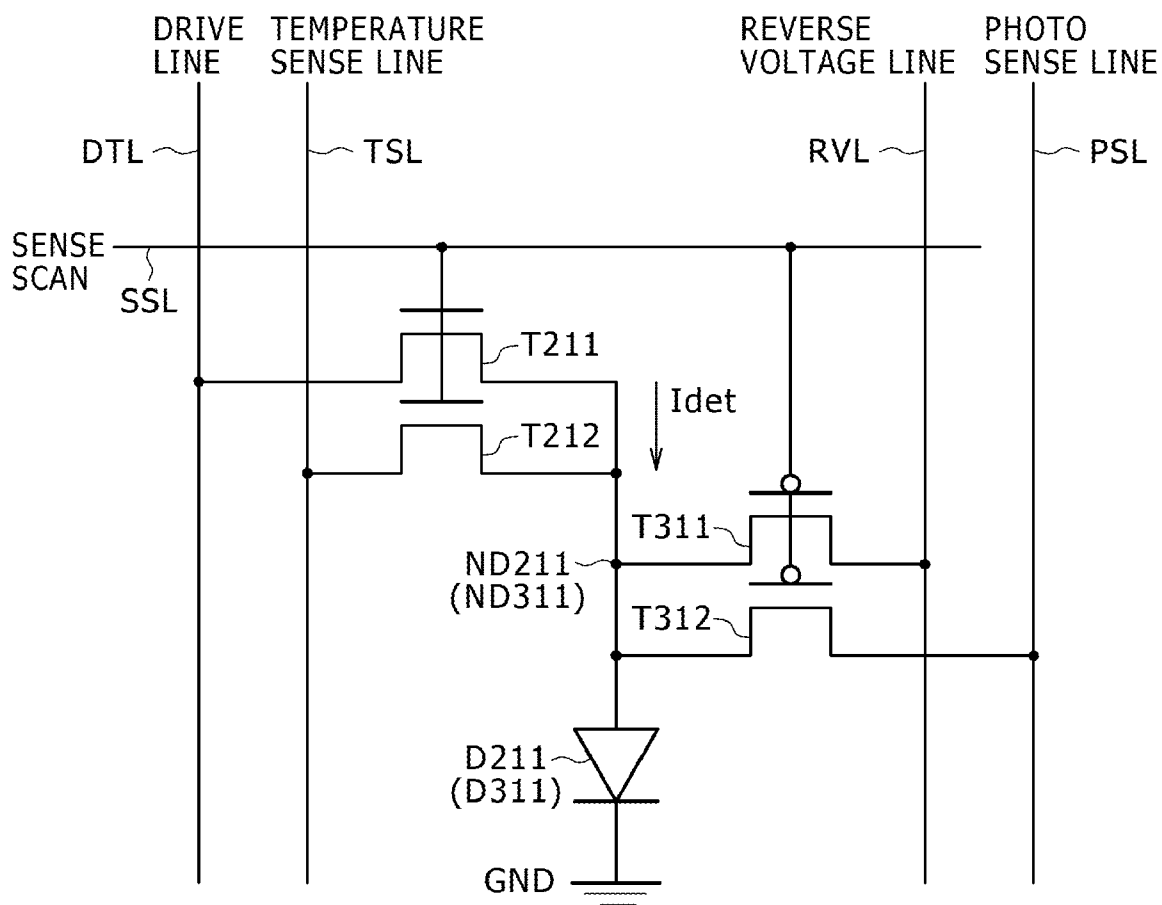 DRIVE
LINE
TEMPERATURE
SENSE LINE
REVERSE
VOLTAGE LINE
PHOTO
SENSE LINE
DTL
TSL
RVL
PSL
SENSE
SCAN
SSL
T211
Idet
T212
T311
ND211
(ND311)
T312
D211
(D311)
GND